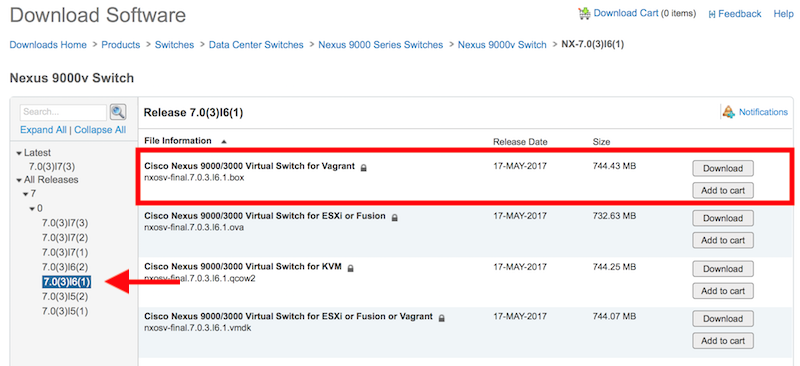 Download Software
Download Cart (0 items) Feedback Help
Downloads Home > Products > Switches > Data Center Switches > Nexus 9000 Series Switches > Nexus 9000v Switch > NX-7.0(3)I6(1)
Nexus 9000v Switch
Search...
Expand All | Collapse All
Latest
7.0(3)I7(3)
All Releases
7
0
7.0(3)I7(3)
7.0(3)I7(2)
7.0(3)I7(1)
7.0(3)I6(2)
7.0(3)I6(1)
7.0(3)I5(2)
7.0(3)I5(1)
Release 7.0(3)I6(1)
Notifications
File Information Release Date Size
Cisco Nexus 9000/3000 Virtual Switch for Vagrant 17-MAY-2017 744.43 MB Download
nxosv-final.7.0.3.I6.1.box Add to cart
Cisco Nexus 9000/3000 Virtual Switch for ESXi or Fusion 17-MAY-2017 732.63 MB Download
nxosv-final.7.0.3.I6.1.ova Add to cart
Cisco Nexus 9000/3000 Virtual Switch for KVM 17-MAY-2017 744.25 MB Download
nxosv-final.7.0.3.I6.1.qcow2 Add to cart
Cisco Nexus 9000/3000 Virtual Switch for ESXi or Fusion or Vagrant 17-MAY-2017 744.07 MB Download
nxosv-final.7.0.3.I6.1.vmdk Add to cart